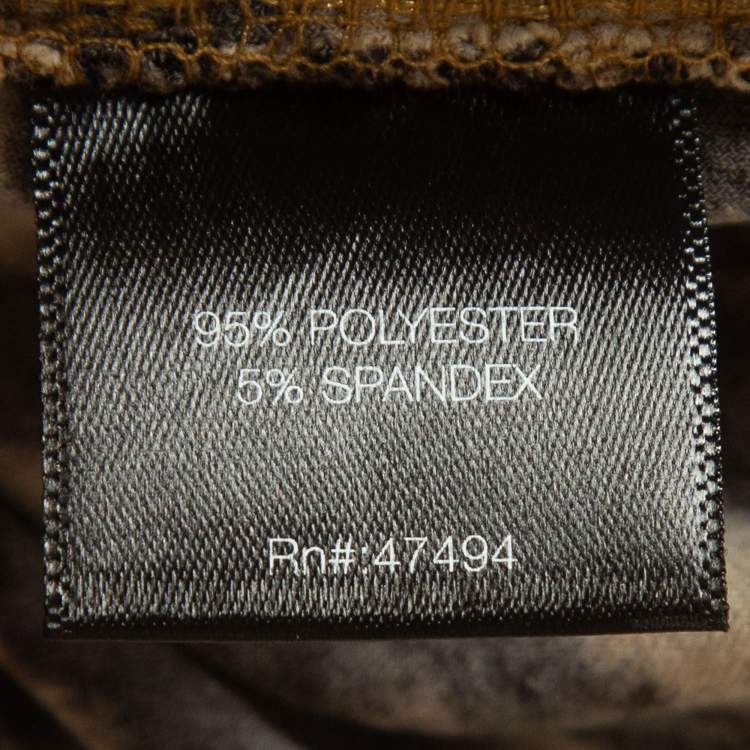 95% POLYESTER
5% SPANDEX
Rn#:47494